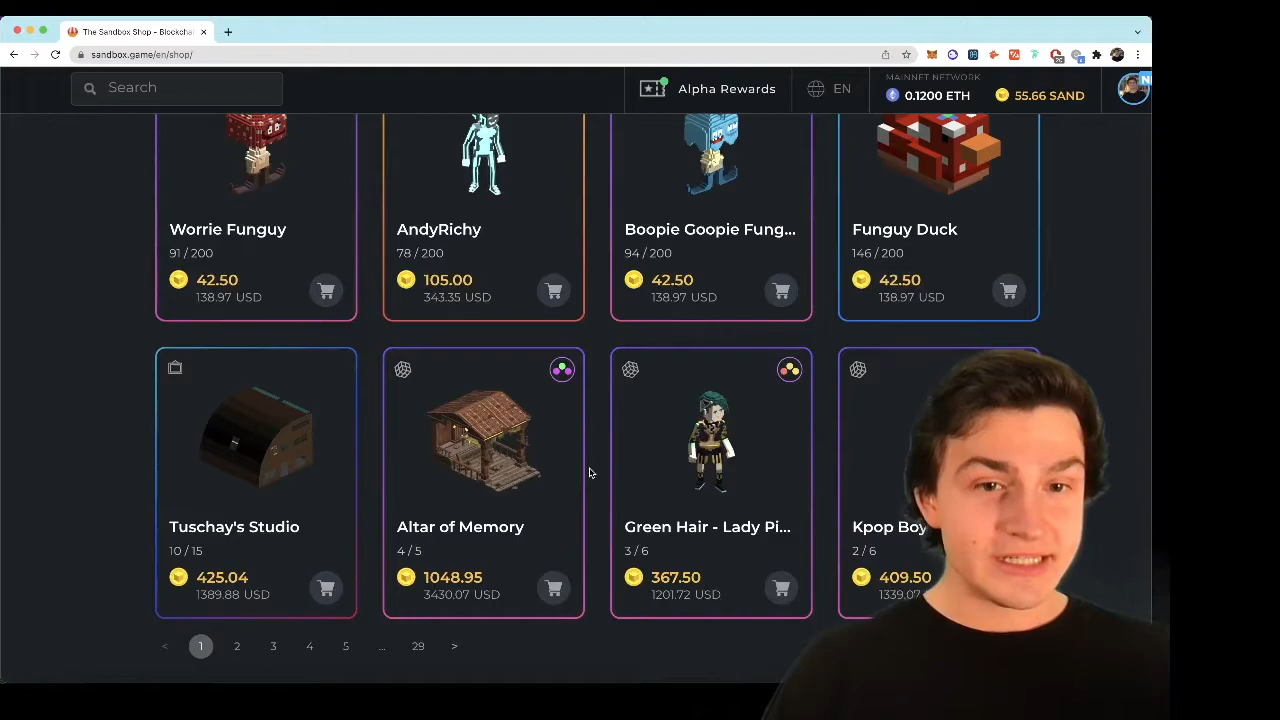 The Sandbox Shop - Blockchai
sandbox.game/en/shop/
Search
Alpha Rewards
EN
MAINNET NETWORK
0.1200 ETH
55.66 SAND
Worrie Funguy
91 / 200
42.50
138.97 USD
AndyRichy
78 / 200
105.00
343.35 USD
Boopie Goopie Fung...
94 / 200
42.50
138.97 USD
Funguy Duck
146 / 200
42.50
138.97 USD
Tuschay's Studio
10 / 15
425.04
1389.88 USD
Altar of Memory
4 / 5
1048.95
3430.07 USD
Green Hair - Lady Pi...
3 / 6
367.50
1201.72 USD
Kpop Boy
2 / 6
409.50
1339.07
< 1 2 3 4 5 ... 29 >